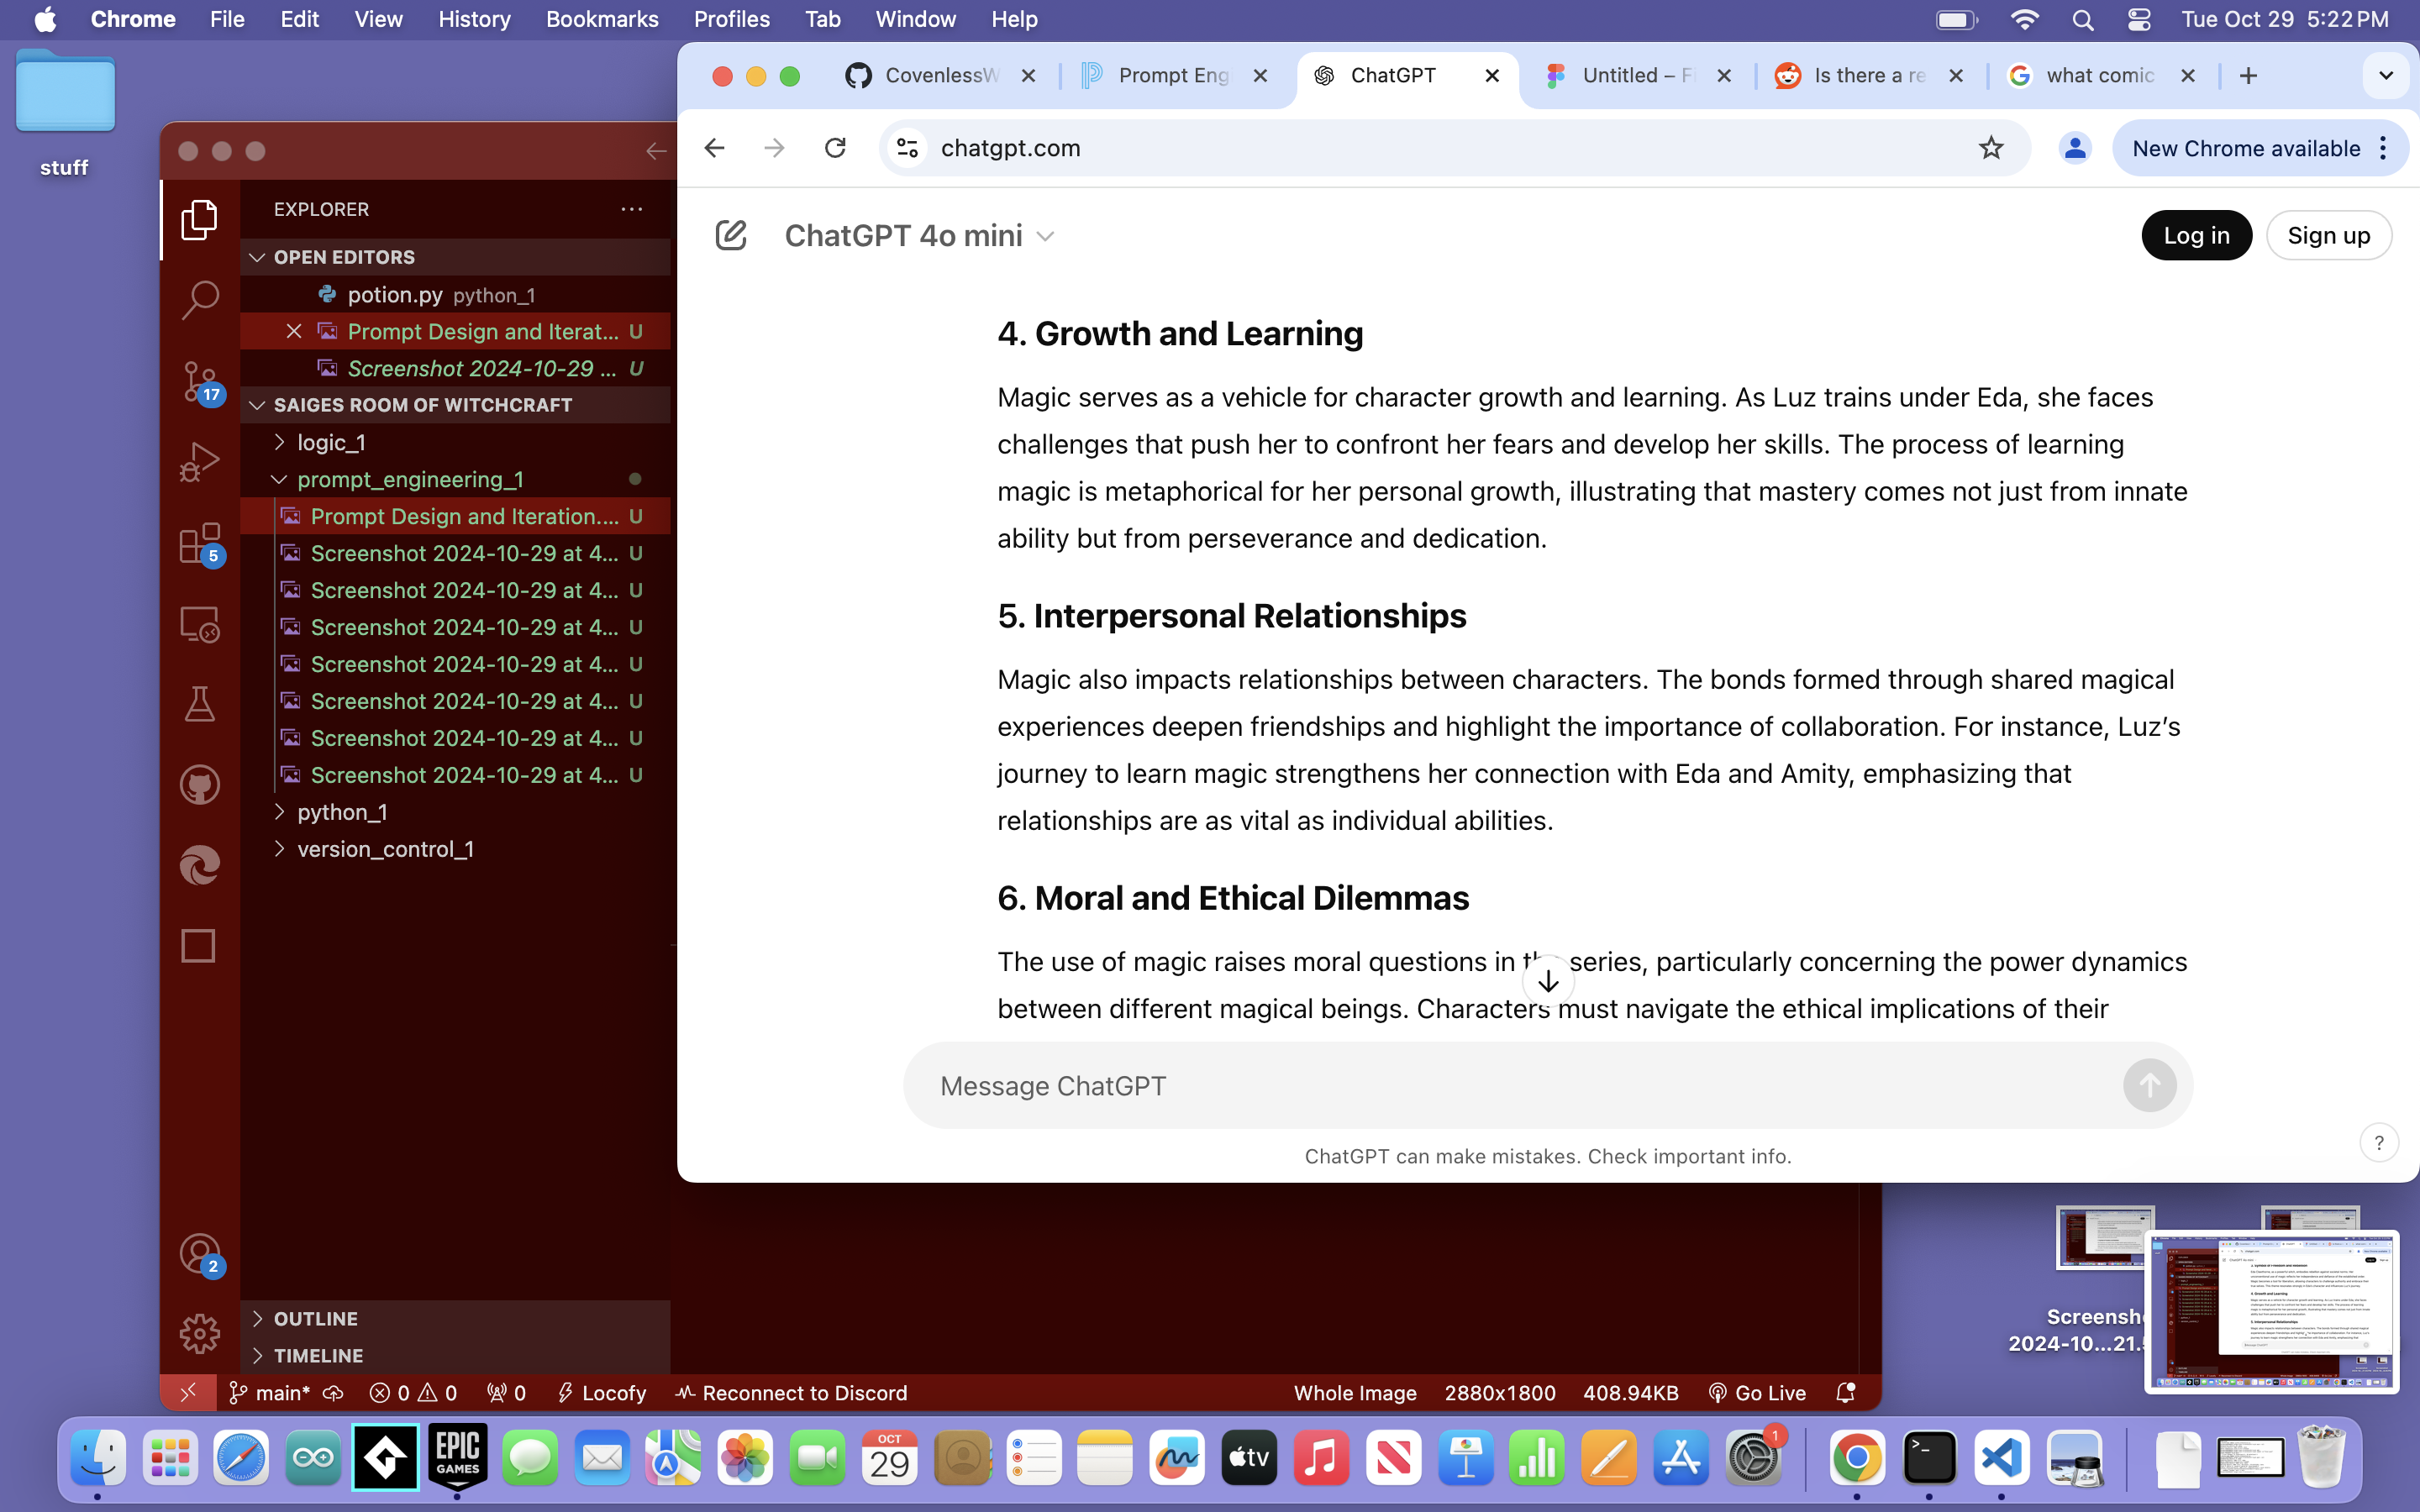 Chrome File Edit View History Bookmarks Profiles Tab Window Help Tue Oct 29 5:22 PM
stuff
CovenlessW Prompt Eng ChatGPT Untitled – Fi Is there a re what comic
chatgpt.com
New Chrome available
ChatGPT 4o mini
Log in
Sign up
EXPLORER
OPEN EDITORS
potion.py python_1
Prompt Design and Iterat... U
Screenshot 2024-10-29 ... U
SAIGES ROOM OF WITCHCRAFT
logic_1
prompt_engineering_1
Prompt Design and Iteration.... U
Screenshot 2024-10-29 at 4... U
Screenshot 2024-10-29 at 4... U
Screenshot 2024-10-29 at 4... U
Screenshot 2024-10-29 at 4... U
Screenshot 2024-10-29 at 4... U
Screenshot 2024-10-29 at 4... U
Screenshot 2024-10-29 at 4... U
python_1
version_control_1
17
5
2
OUTLINE
TIMELINE
4. Growth and Learning
Magic serves as a vehicle for character growth and learning. As Luz trains under Eda, she faces
challenges that push her to confront her fears and develop her skills. The process of learning
magic is metaphorical for her personal growth, illustrating that mastery comes not just from innate
ability but from perseverance and dedication.
5. Interpersonal Relationships
Magic also impacts relationships between characters. The bonds formed through shared magical
experiences deepen friendships and highlight the importance of collaboration. For instance, Luz’s
journey to learn magic strengthens her connection with Eda and Amity, emphasizing that
relationships are as vital as individual abilities.
6. Moral and Ethical Dilemmas
The use of magic raises moral questions in the series, particularly concerning the power dynamics
between different magical beings. Characters must navigate the ethical implications of their
Message ChatGPT
ChatGPT can make mistakes. Check important info.
?
Screensh
2024-10...21.
main* 0 0 0 Locofy Reconnect to Discord Whole Image 2880x1800 408.94KB Go Live
EPIC
GAMES
OCT
29
tv
1